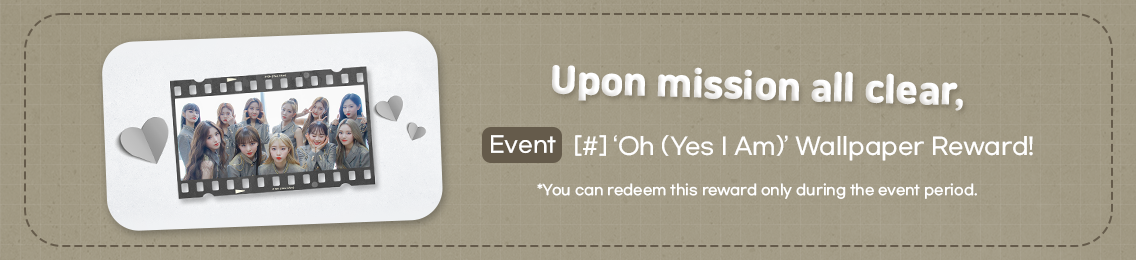 Upon mission all clear,
Event [#] ‘Oh (Yes I Am)’ Wallpaper Reward!
*You can redeem this reward only during the event period.